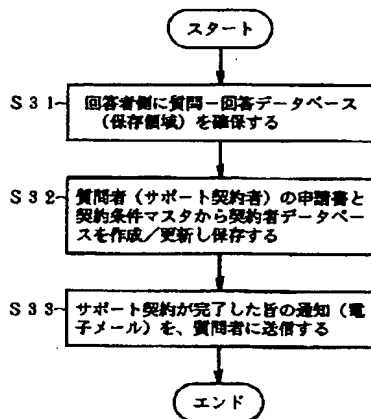 スタート
S31
回答者側に質問－回答データベース
（保存領域）を確保する
S32
質問者（サポート契約者）の申請書と
契約条件マスタから契約者データベー
スを作成／更新し保存する
S33
サポート契約が完了した旨の通知（電
子メール）を、質問者に送信する
エンド